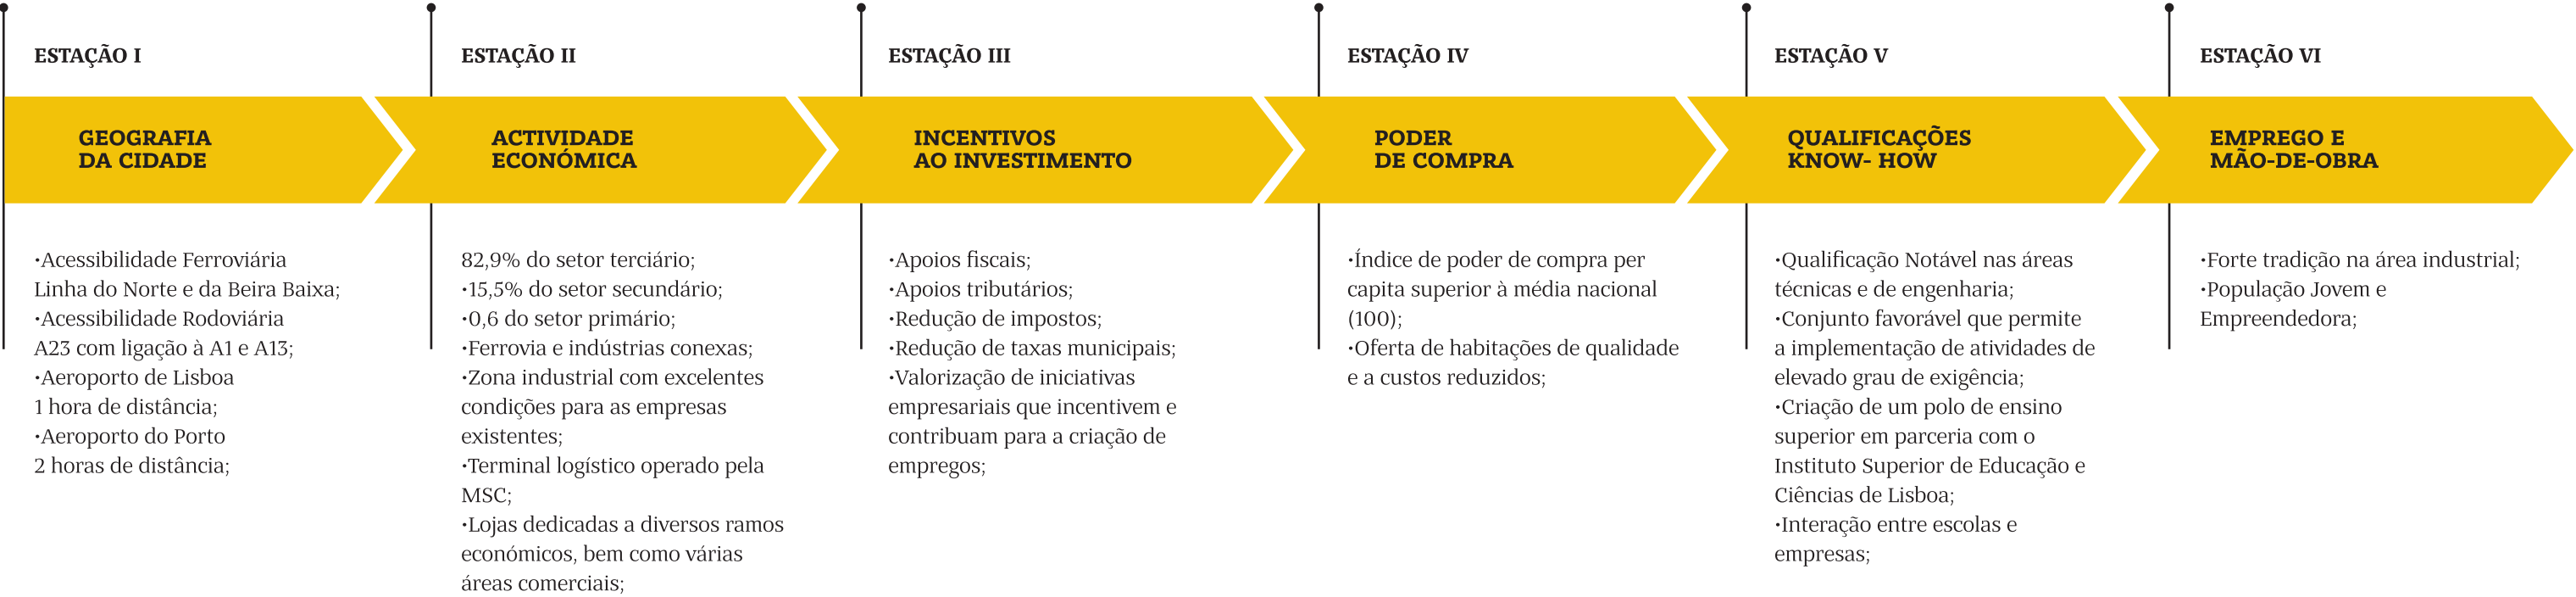 ESTAÇÃO I
GEOGRAFIA
DA CIDADE
•Acessibilidade Ferroviária
Linha do Norte e da Beira Baixa;
•Acessibilidade Rodoviária
A23 com ligação à A1 e A13;
•Aeroporto de Lisboa
1 hora de distância;
•Aeroporto do Porto
2 horas de distância;
ESTAÇÃO II
ACTIVIDADE
ECONÓMICA
82,9% do setor terciário;
•15,5% do setor secundário;
•0,6 do setor primário;
•Ferrovia e indústrias conexas;
•Zona industrial com excelentes
condições para as empresas
existentes;
•Terminal logístico operado pela
MSC;
•Lojas dedicadas a diversos ramos
económicos, bem como várias
áreas comerciais;
ESTAÇÃO III
INCENTIVOS
AO INVESTIMENTO
•Apoios fiscais;
•Apoios tributários;
•Redução de impostos;
•Redução de taxas municipais;
•Valorização de iniciativas
empresariais que incentivem e
contribuam para a criação de
empregos;
ESTAÇÃO IV
PODER
DE COMPRA
•Índice de poder de compra per
capita superior à média nacional
(100);
•Oferta de habitações de qualidade
e a custos reduzidos;
ESTAÇÃO V
QUALIFICAÇÕES
KNOW- HOW
•Qualificação Notável nas áreas
técnicas e de engenharia;
•Conjunto favorável que permite
a implementação de atividades de
elevado grau de exigência;
•Criação de um polo de ensino
superior em parceria com o
Instituto Superior de Educação e
Ciências de Lisboa;
•Interação entre escolas e
empresas;
ESTAÇÃO VI
EMPREGO E
MÃO-DE-OBRA
•Forte tradição na área industrial;
•População Jovem e
Empreendedora;